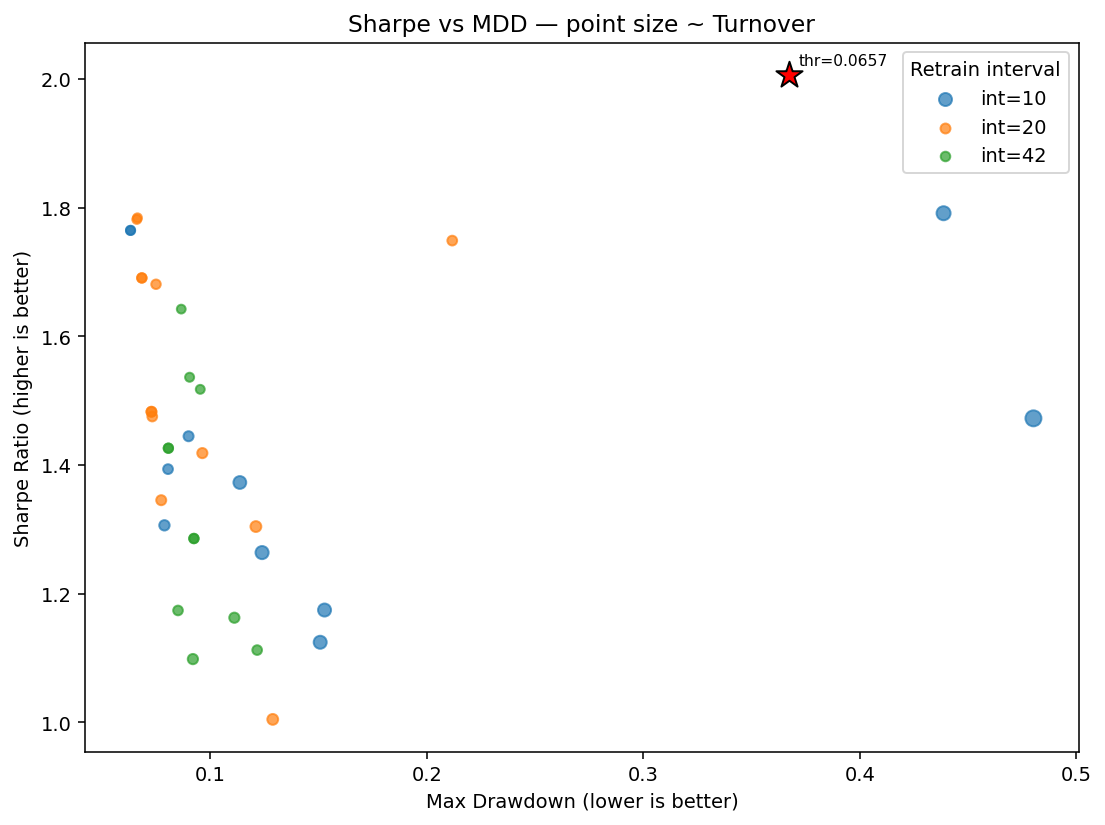 Sharpe vs MDD — point size ~ Turnover
thr=0.0657
Retrain interval
int=10
int=20
int=42
Sharpe Ratio (higher is better)
2.0
1.8
1.6
1.4
1.2
1.0
0.1
0.2
0.3
0.4
0.5
Max Drawdown (lower is better)